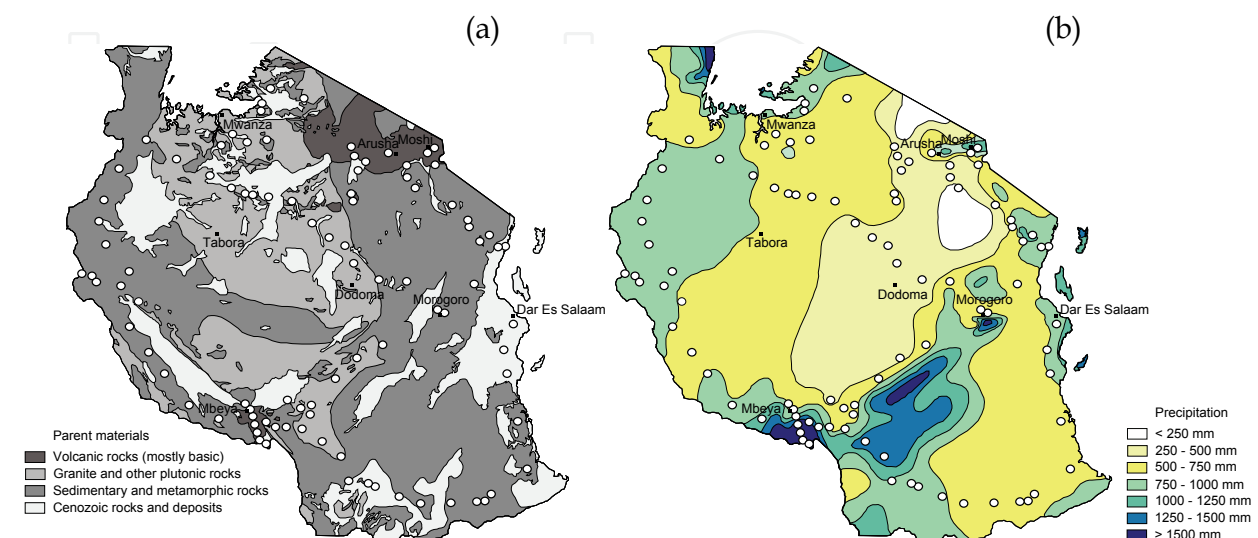 (a)
Mwanza
Arusha
Moshi
Tabora
Dodoma
Morogoro
Dar Es Salaam
Mbeya
Parent materials
Volcanic rocks (mostly basic)
Granite and other plutonic rocks
Sedimentary and metamorphic rocks
Cenozoic rocks and deposits
(b)
Mwanza
Arusha
Moshi
Tabora
Dodoma
Morogoro
Dar Es Salaam
Mbeya
Precipitation
< 250 mm
250 - 500 mm
500 - 750 mm
750 - 1000 mm
1000 - 1250 mm
1250 - 1500 mm
> 1500 mm